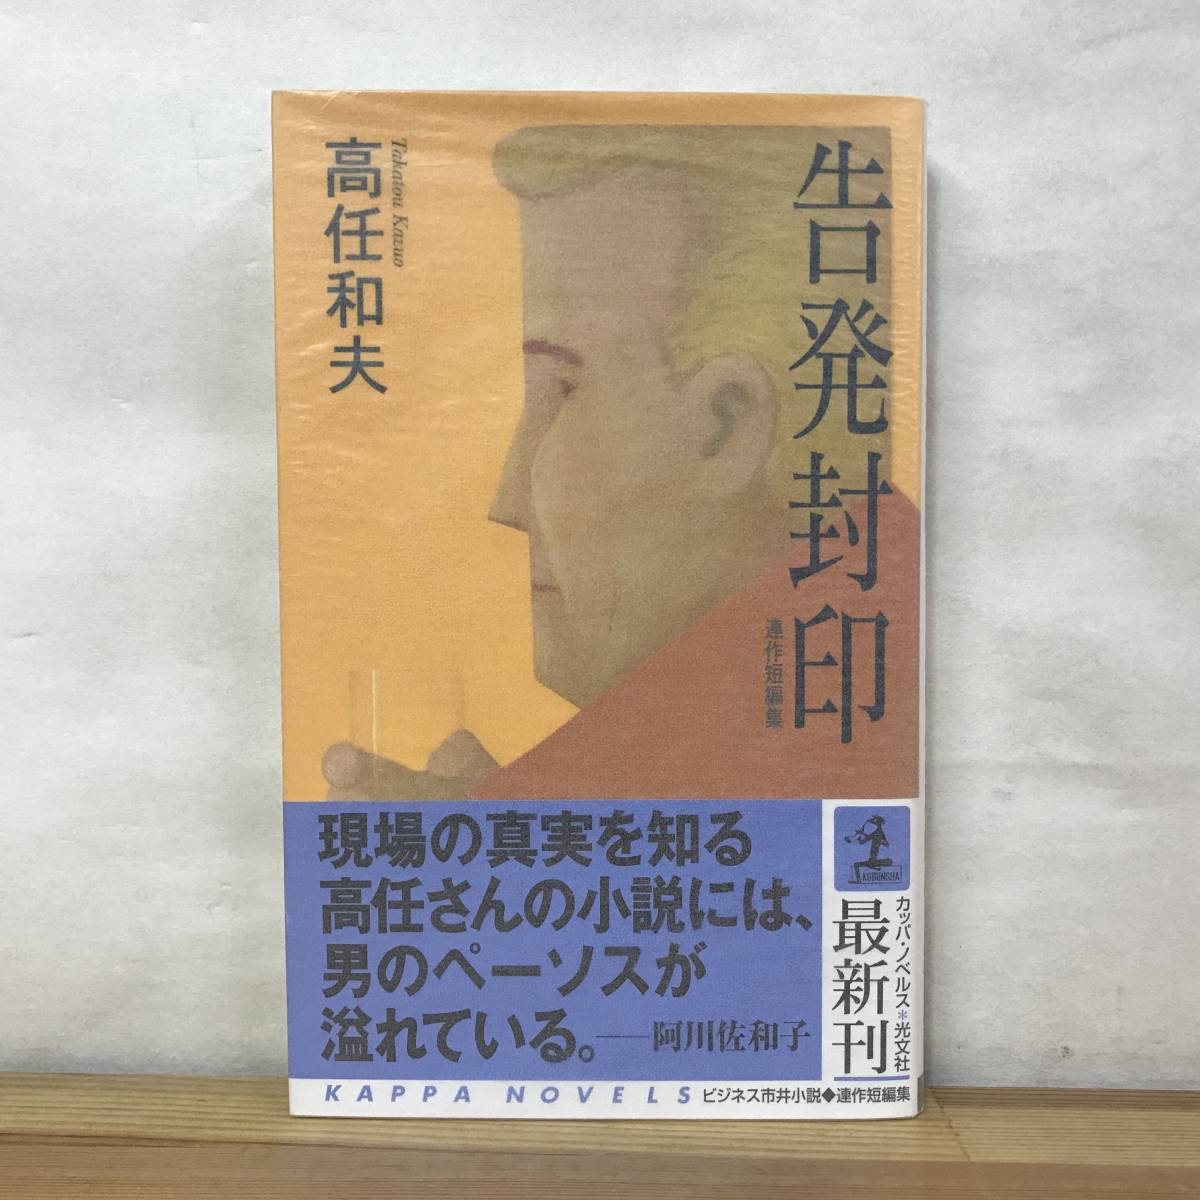 告発封印
連作短編集
Takatou Kazuo
高任和夫
現場の真実を知る
高任さんの小説には、
男のペーソスが
溢れている。——阿川佐和子
KOBUNSHA
カッパ・ノベルス＊光文社
最新刊
KAPPA NOVELS ビジネス市井小説◆連作短編集